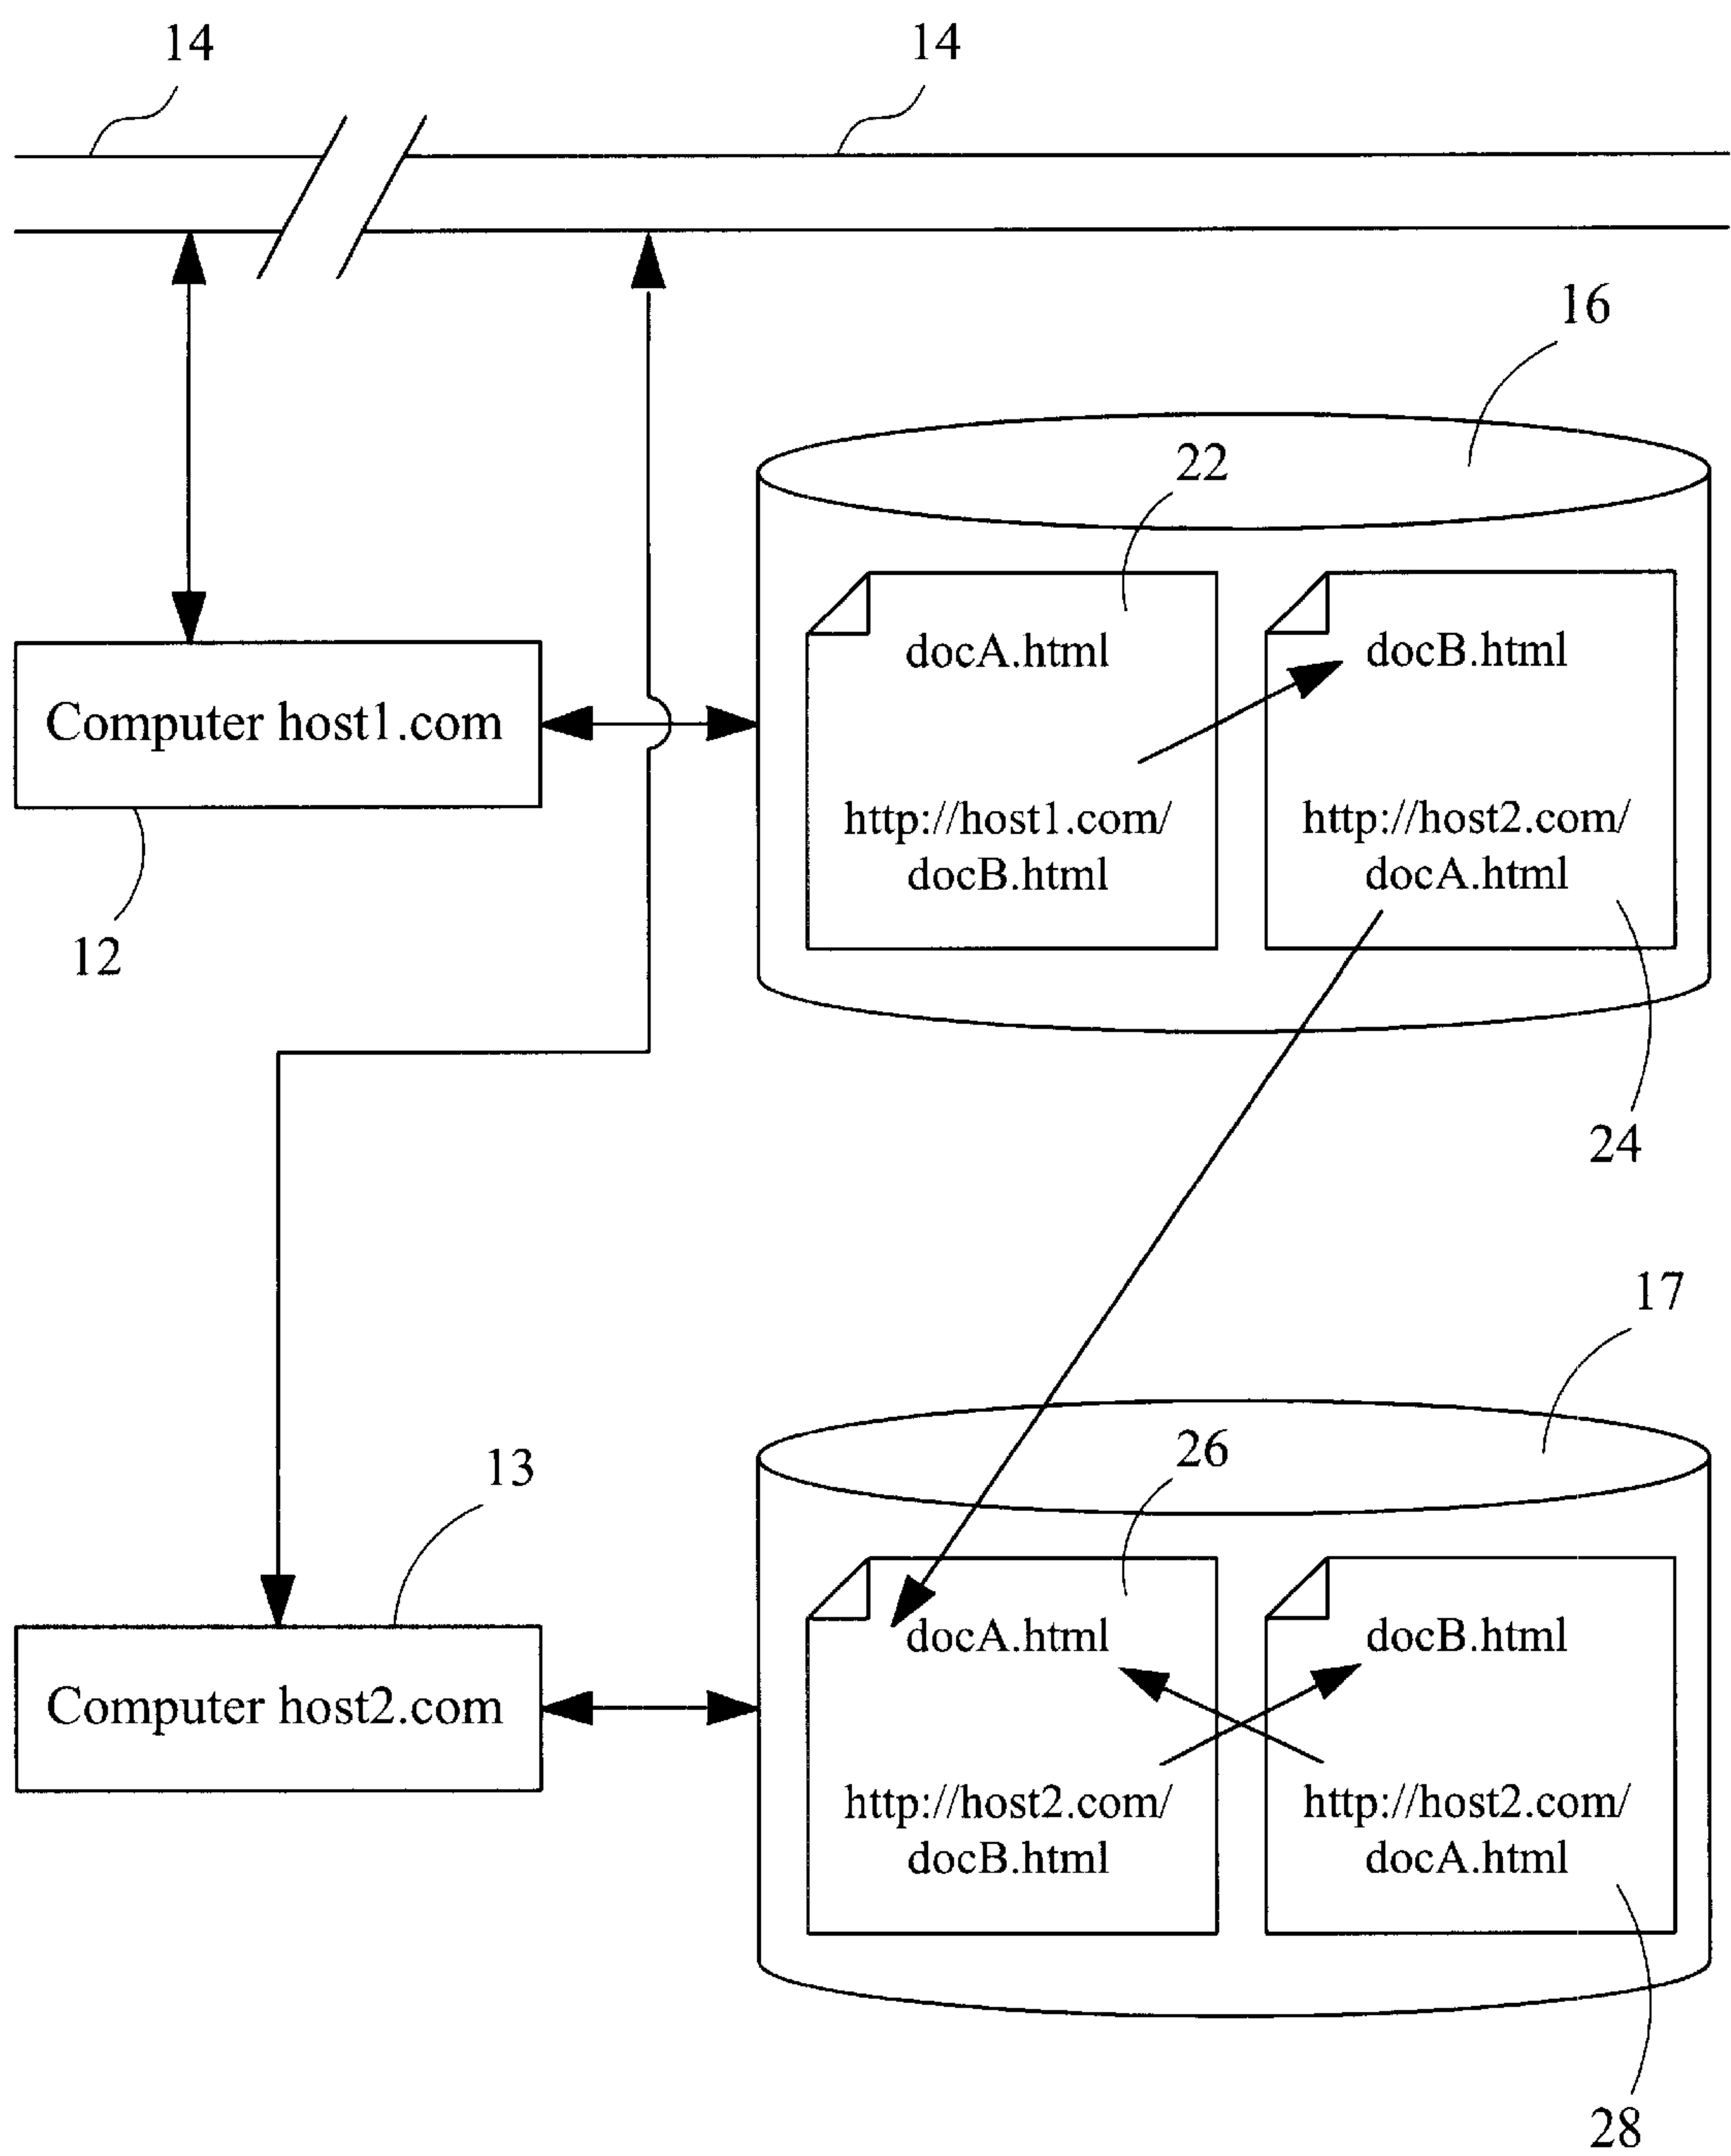 14
14
16
22
docA.html
docB.html
Computer host1.com
http://host1.com/
docB.html
http://host2.com/
docA.html
12
24
17
13
26
docA.html
docB.html
Computer host2.com
http://host2.com/
docB.html
http://host2.com/
docA.html
28